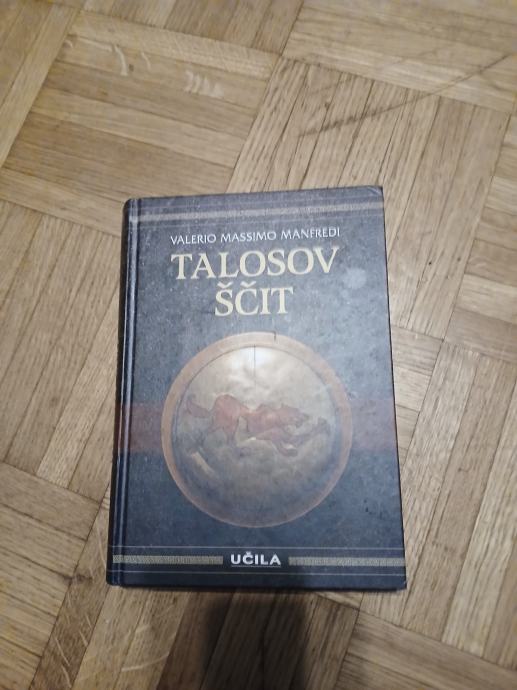 VALERIO MASSIMO MANFREDI
TALOSOV
ŠČIT
UČILA